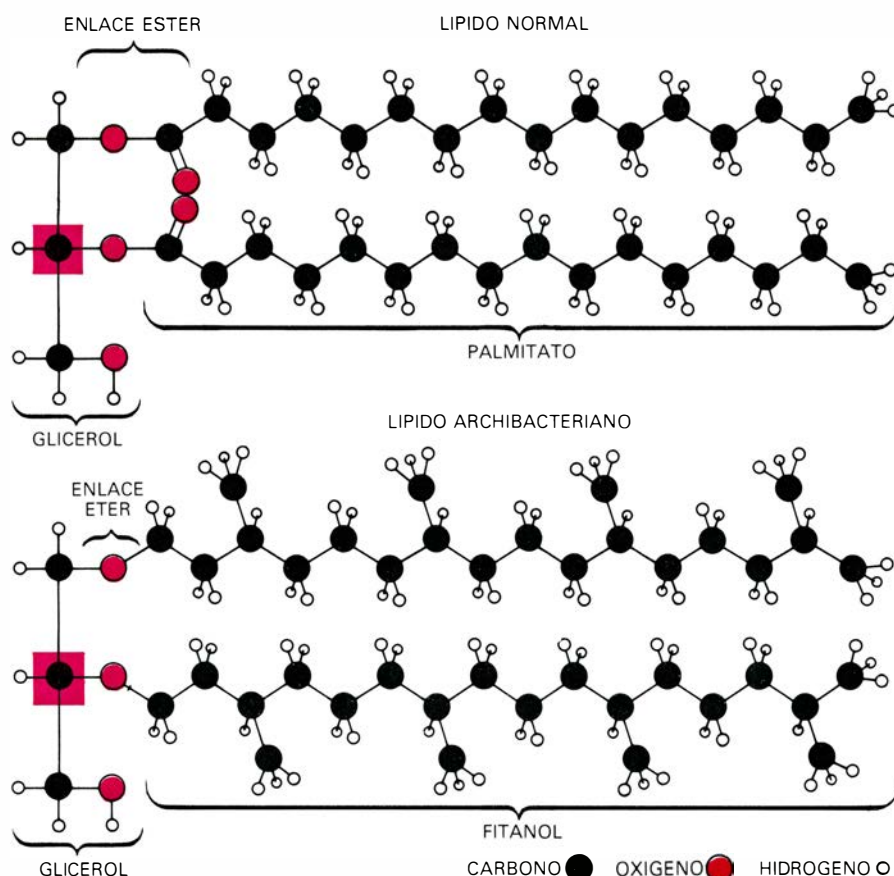 ENLACE ESTER
LIPIDO NORMAL
PALMITATO
GLICEROL
LIPIDO ARCHIBACTERIANO
ENLACE
ETER
FITANOL
GLICEROL
CARBONO OXIGENO HIDROGENO